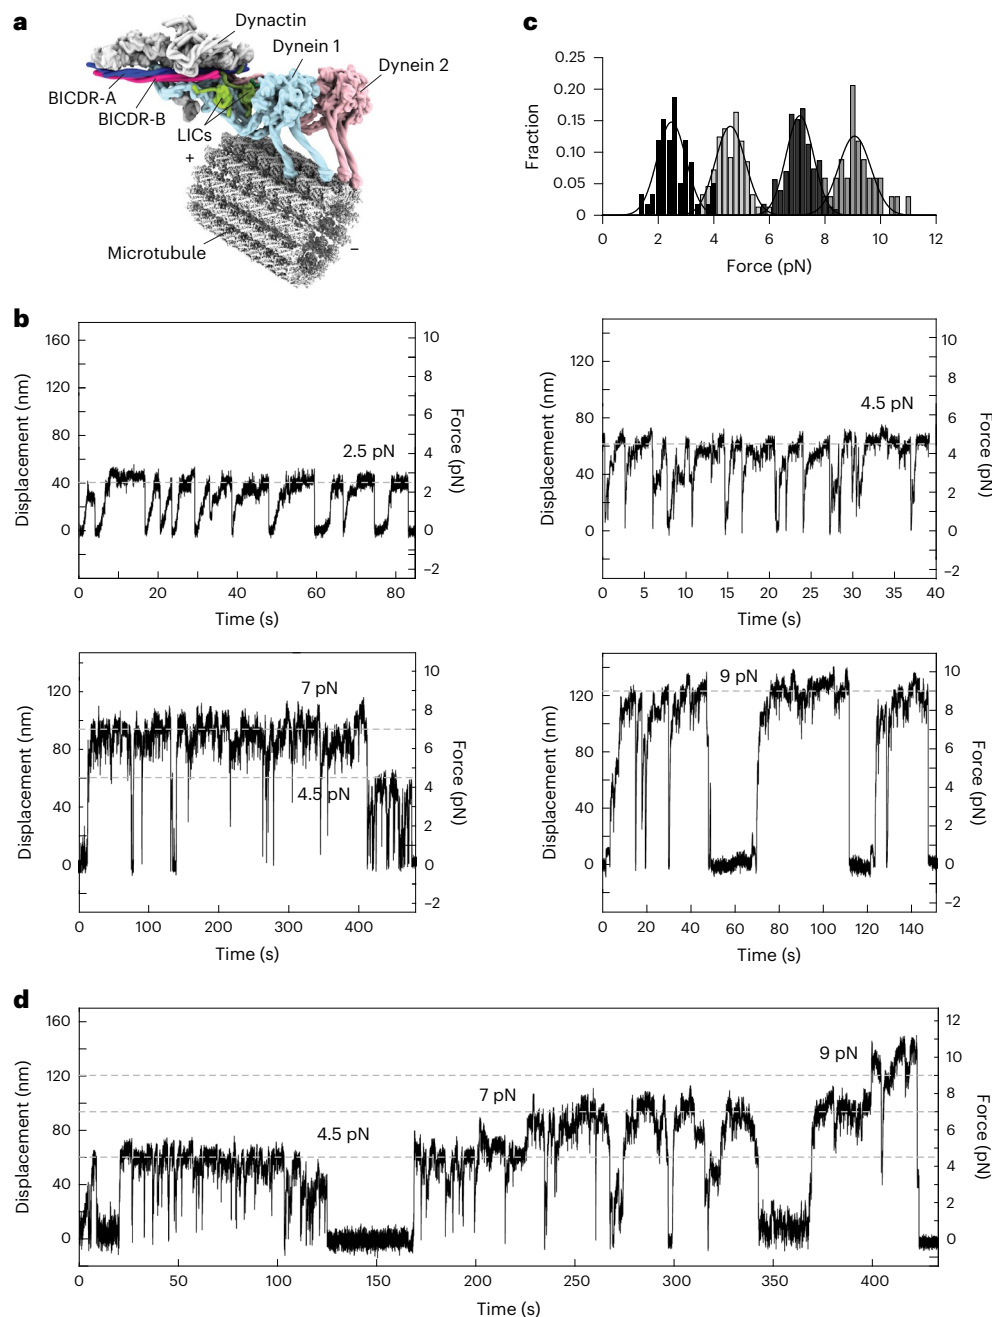 a
Dynactin
Dynein 1
Dynein 2
BICDR-A
BICDR-B
LICs
+
Microtubule
–
c
0.25
0.20
0.15
0.10
0.05
0
Fraction
0 2 4 6 8 10 12
Force (pN)
b
160
120
80
40
0
Displacement (nm)
2.5 pN
10
8
6
4
2
0
–2
Force (pN)
0 20 40 60 80
Time (s)
120
80
40
0
Displacement (nm)
4.5 pN
10
8
6
4
2
0
–2
Force (pN)
0 5 10 15 20 25 30 35 40
Time (s)
120
80
40
0
Displacement (nm)
7 pN
4.5 pN
10
8
6
4
2
0
–2
Force (pN)
0 100 200 300 400
Time (s)
120
80
40
0
Displacement (nm)
9 pN
10
8
6
4
2
0
–2
Force (pN)
0 20 40 60 80 100 120 140
Time (s)
d
160
120
80
40
0
Displacement (nm)
4.5 pN
7 pN
9 pN
12
10
8
6
4
2
0
Force (pN)
0 50 100 150 200 250 300 350 400
Time (s)